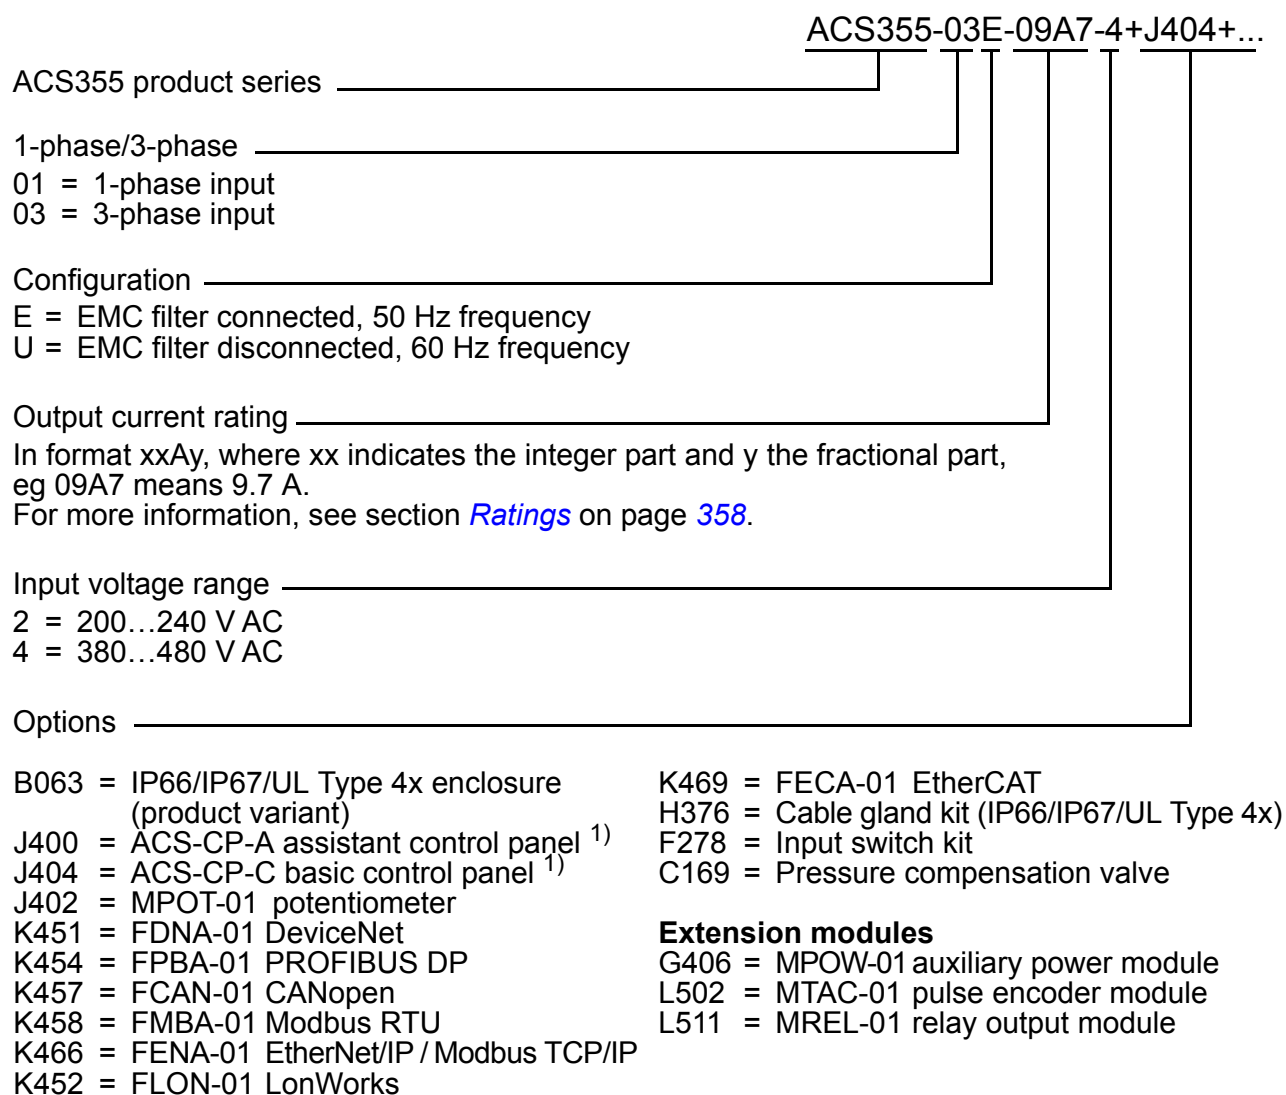 ACS355-03E-09A7-4+J404+...
ACS355 product series
1-phase/3-phase
01 = 1-phase input
03 = 3-phase input
Configuration
E = EMC filter connected, 50 Hz frequency
U = EMC filter disconnected, 60 Hz frequency
Output current rating
In format xxAy, where xx indicates the integer part and y the fractional part,
eg 09A7 means 9.7 A.
For more information, see section Ratings on page 358.
Input voltage range
2 = 200…240 V AC
4 = 380…480 V AC
Options
B063 = IP66/IP67/UL Type 4x enclosure
(product variant)
J400 = ACS-CP-A assistant control panel 1)
J404 = ACS-CP-C basic control panel 1)
J402 = MPOT-01 potentiometer
K451 = FDNA-01 DeviceNet
K454 = FPBA-01 PROFIBUS DP
K457 = FCAN-01 CANopen
K458 = FMBA-01 Modbus RTU
K466 = FENA-01 EtherNet/IP / Modbus TCP/IP
K452 = FLON-01 LonWorks
K469 = FECA-01 EtherCAT
H376 = Cable gland kit (IP66/IP67/UL Type 4x)
F278 = Input switch kit
C169 = Pressure compensation valve
Extension modules
G406 = MPOW-01 auxiliary power module
L502 = MTAC-01 pulse encoder module
L511 = MREL-01 relay output module